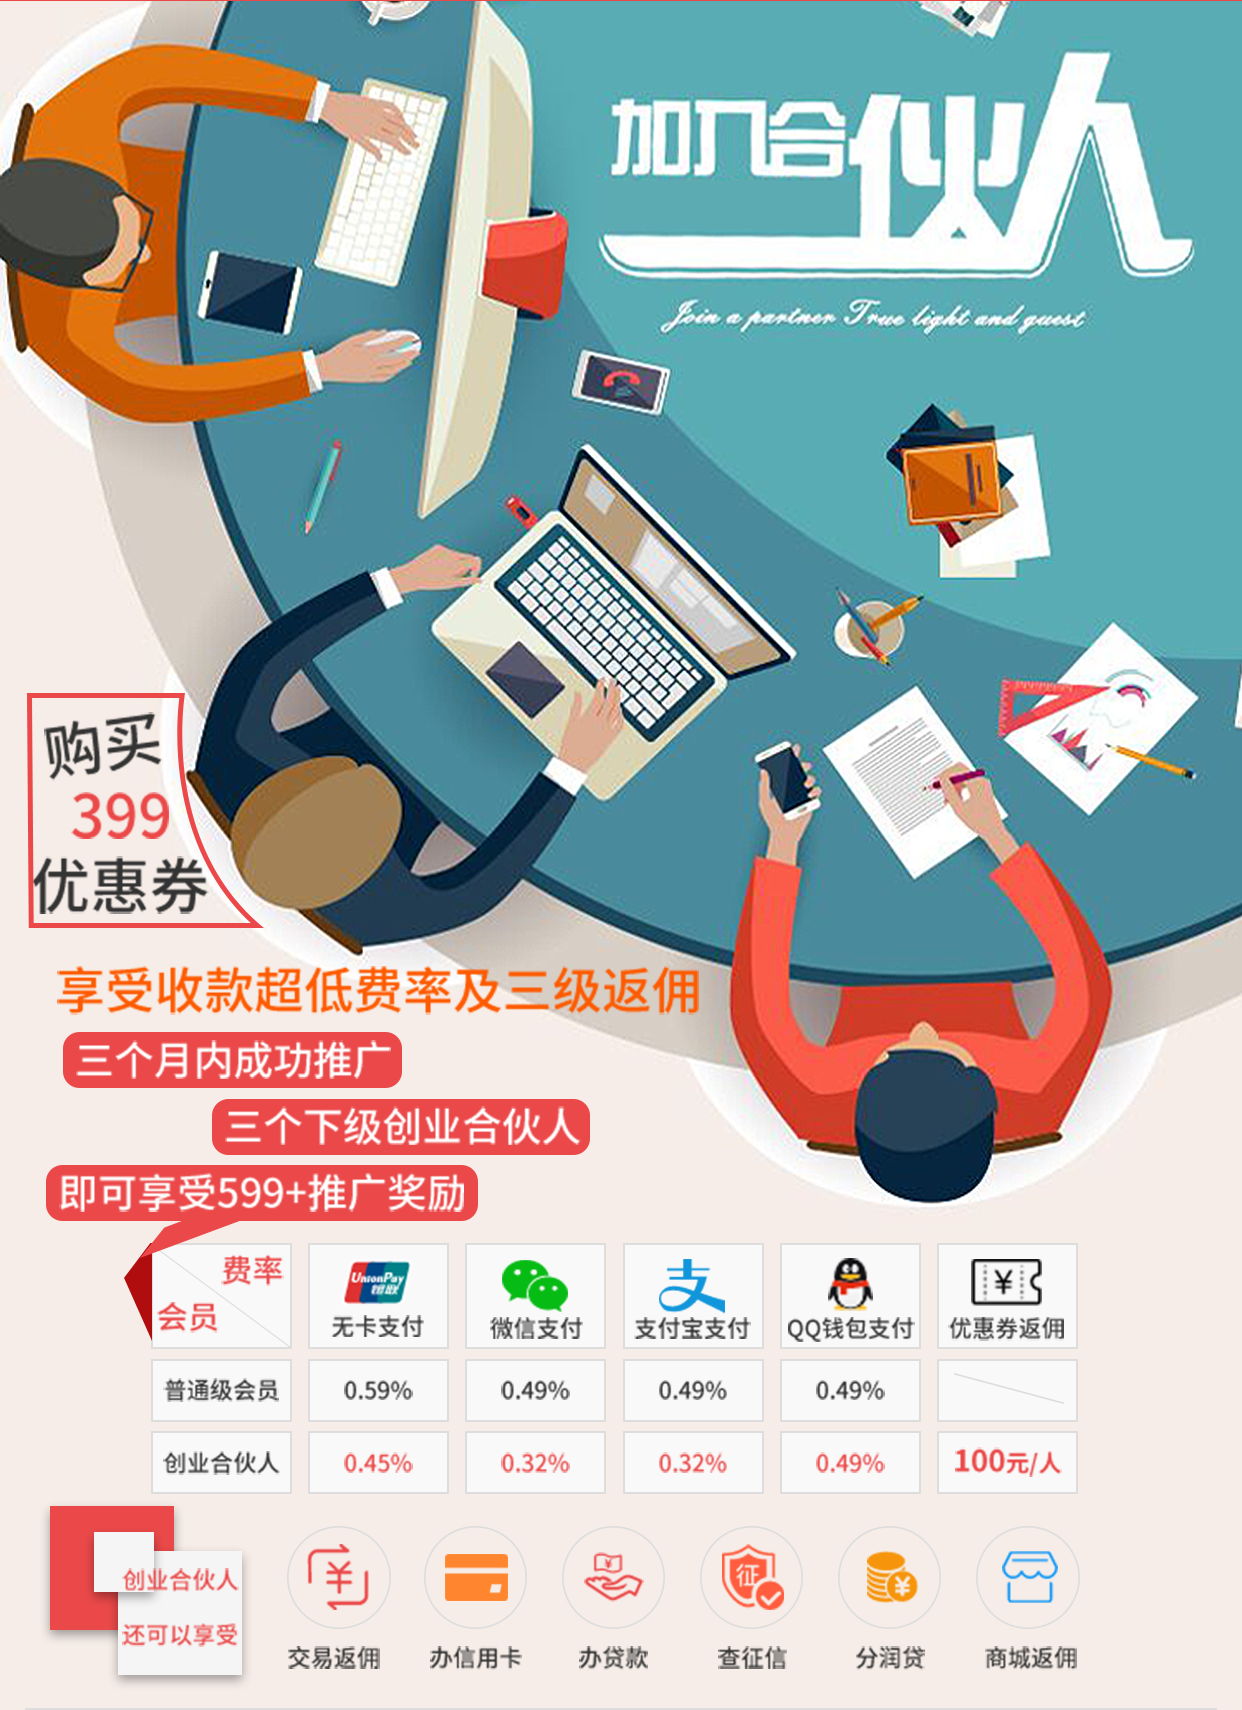 加入合伙人
Join a partner True light and guest
购买
399
优惠券
享受收款超低费率及三级返佣
三个月内成功推广
三个下级创业合伙人
即可享受599+推广奖励
费率
会员
UnionPay
银联
无卡支付
微信支付
支
支付宝支付
QQ钱包支付
¥
优惠券返佣
普通级会员 0.59% 0.49% 0.49% 0.49%
创业合伙人 0.45% 0.32% 0.32% 0.49% 100元/人
创业合伙人
还可以享受
¥
¥
征
¥
交易返佣 办信用卡 办贷款 查征信 分润贷 商城返佣